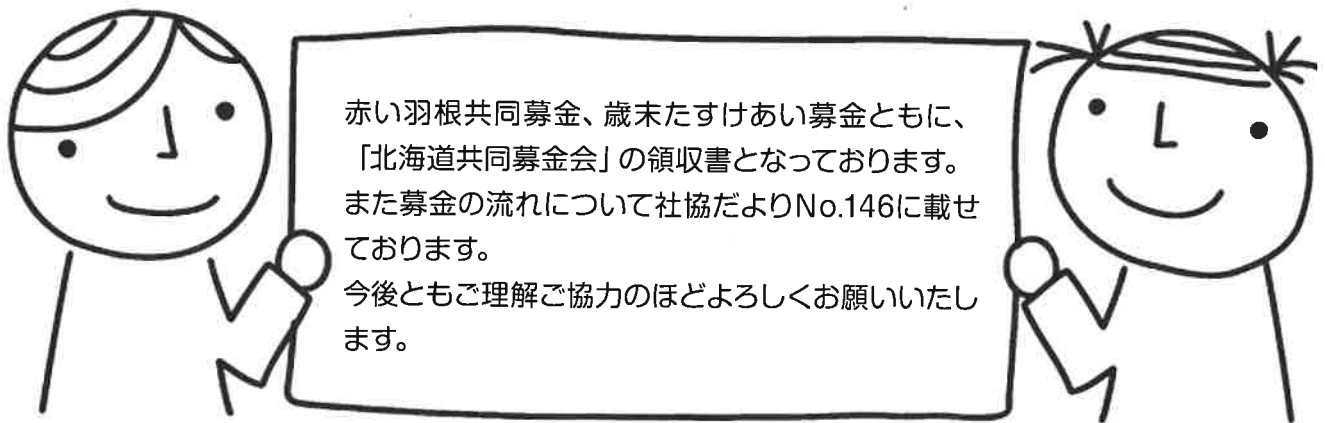 赤い羽根共同募金、歳末たすけあい募金ともに、
「北海道共同募金会」の領収書となっております。
また募金の流れについて社協だよりNo.146に載せ
ております。
今後ともご理解ご協力のほどよろしくお願いいたし
ます。